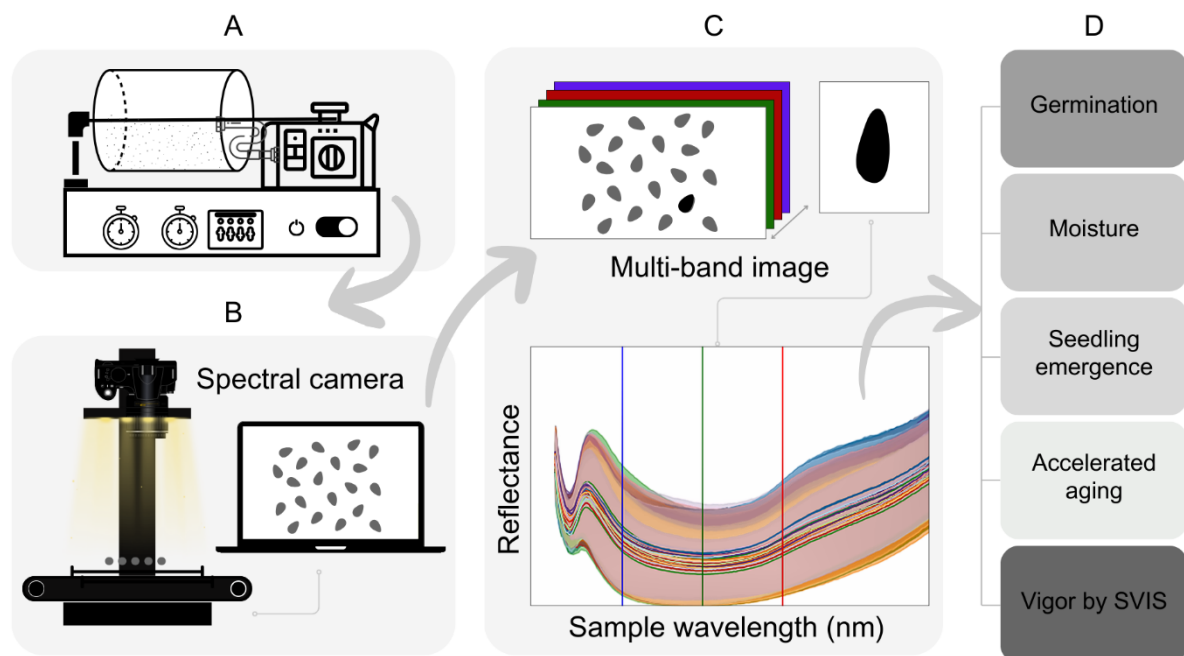 A
B
Spectral camera
C
Multi-band image
Reflectance
Sample wavelength (nm)
D
Germination
Moisture
Seedling
emergence
Accelerated
aging
Vigor by SVIS